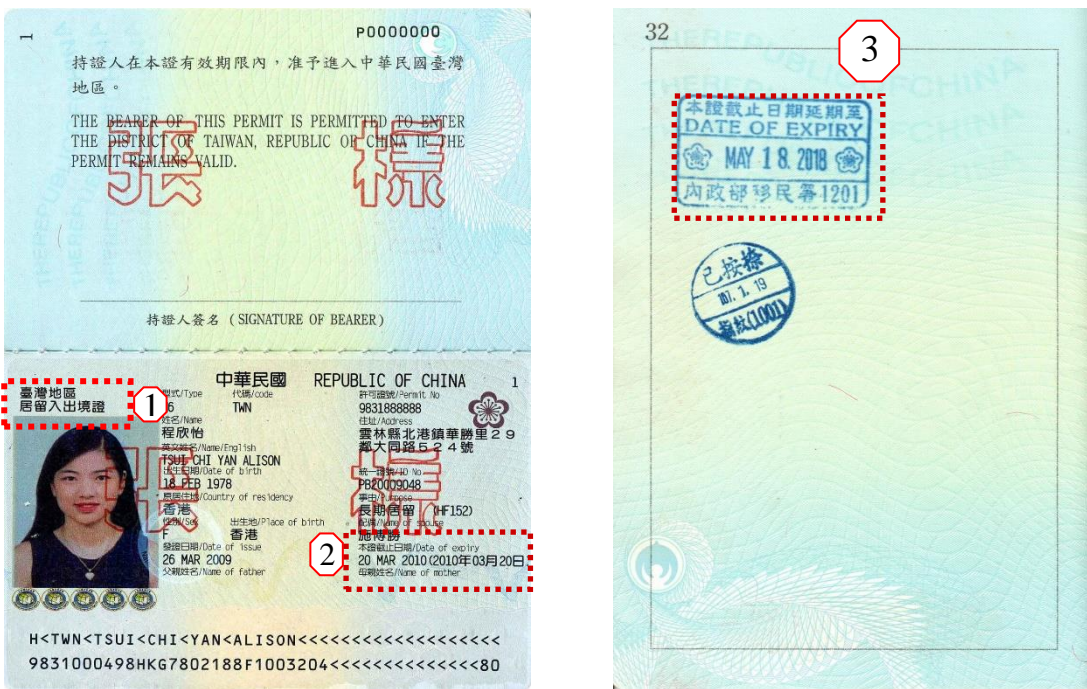 1
P0000000
持證人在本證有效期限內，准予進入中華民國臺灣
地區。
THE BEARER OF THIS PERMIT IS PERMITTED TO ENTER
THE DISTRICT OF TAIWAN, REPUBLIC OF CHINA IF THE
PERMIT REMAINS VALID.
張 樣
持證人簽名 (SIGNATURE OF BEARER)
臺灣地區
居留入出境證
1
中華民國 REPUBLIC OF CHINA 1
型式/Type 代碼/code 許可證號/Permit No
TWN 9831888888
姓名/Name 住址/Address
程欣怡 雲林縣北港鎮華勝里29
英文姓名/Name/English 鄰大同路524號
TSUI CHI YAN ALISON
出生日期/Date of birth 統一證號/ID No
18 FEB 1978 PB20009048
原居住地/Country of residency 事由/Purpose
香港 長期居留 (HF152)
性別/Sex 出生地/Place of birth 配偶/Name of spouse
F 香港 施博勝
發證日期/Date of issue 本證截止日期/Date of expiry
26 MAR 2009 20 MAR 2010(2010年03月20日
父親姓名/Name of father 母親姓名/Name of mother
2
H<TWN<TSUI<CHI<YAN<ALISON<<<<<<<<<<<<<<<<<<<
9831000498HKG7802188F1003204<<<<<<<<<<<<<<80
32
3
本證截止日期延期至
DATE OF EXPIRY
MAY 18. 2018
內政部移民署1201
已按捺
107. 1. 19
指紋(1001)